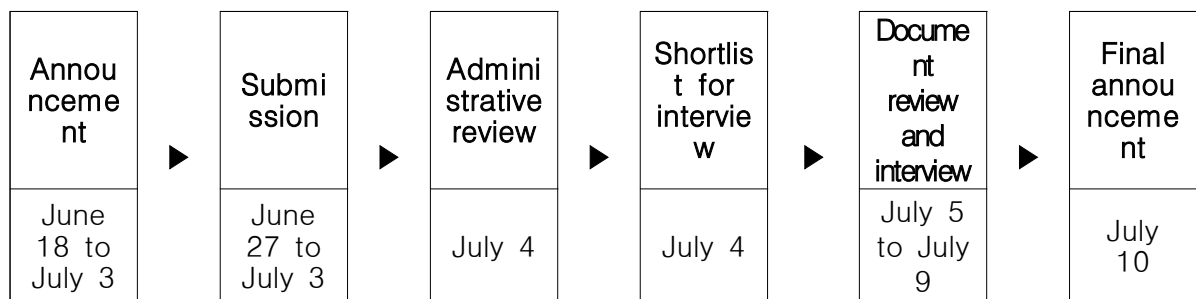 Annou
nceme
nt
June
18 to
July 3
▶
Submi
ssion
June
27 to
July 3
▶
Admini
strative
review
July 4
▶
Shortlis
t for
intervie
w
July 4
▶
Docume
nt
review
and
interview
July 5
to July
9
▶
Final
annou
nceme
nt
July
10